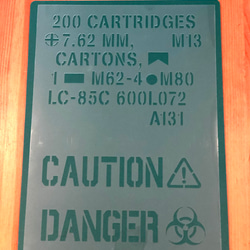 200 CARTRIDGES
7.62 MM, M13
CARTONS,
1 M62-4 M80
LC-85C 600L072
A131
CAUTION
DANGER